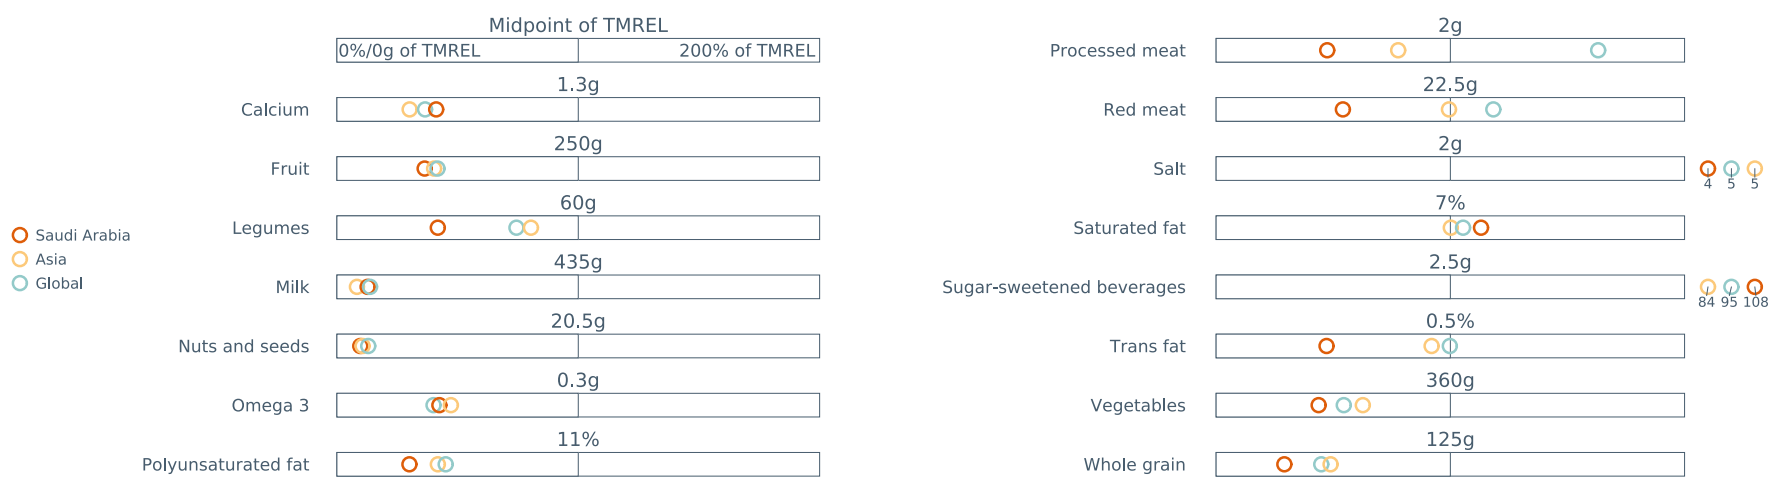 Midpoint of TMREL
0%/0g of TMREL 200% of TMREL
1.3g
Calcium
250g
Fruit
60g
Legumes
435g
Milk
20.5g
Nuts and seeds
0.3g
Omega 3
11%
Polyunsaturated fat
Saudi Arabia
Asia
Global
2g
Processed meat
22.5g
Red meat
2g
Salt
4 5 5
7%
Saturated fat
2.5g
Sugar-sweetened beverages
84 95 108
0.5%
Trans fat
360g
Vegetables
125g
Whole grain